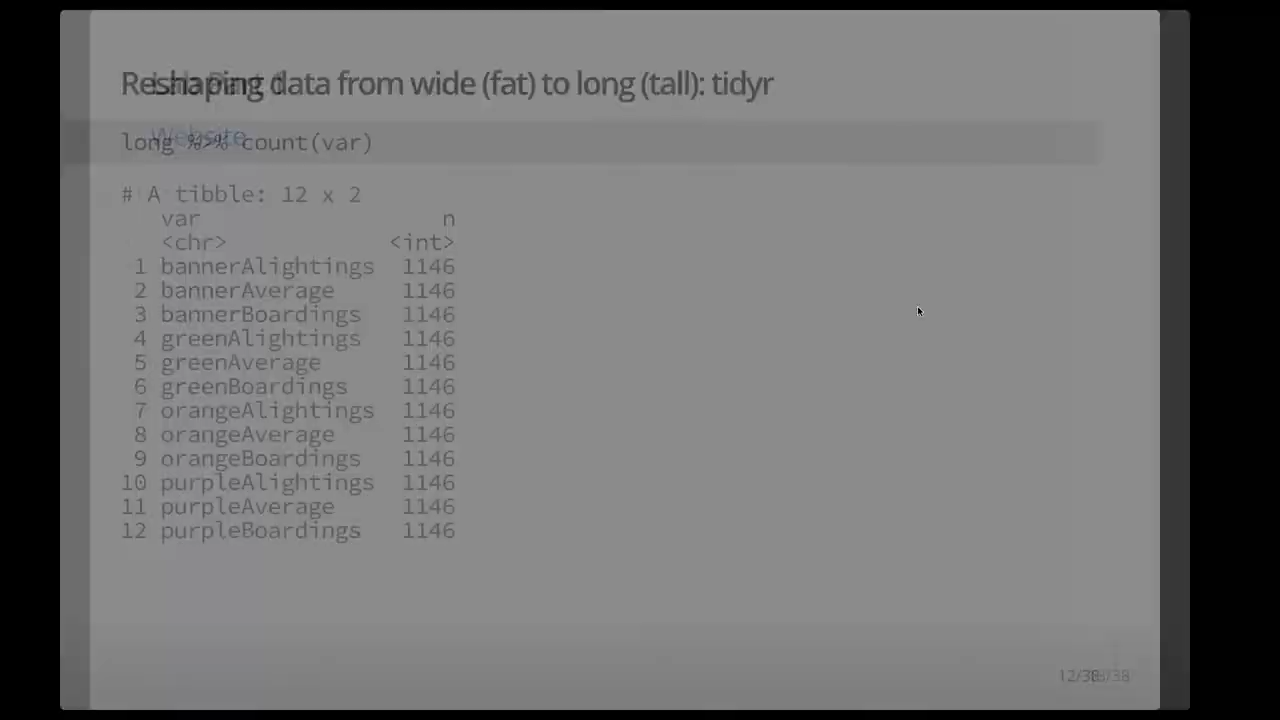 Reshaping data from wide (fat) to long (tall): tidyr
Website
long %>% count(var)
# A tibble: 12 x 2
var n
<chr> <int>
1 bannerAlightings 1146
2 bannerAverage 1146
3 bannerBoardings 1146
4 greenAlightings 1146
5 greenAverage 1146
6 greenBoardings 1146
7 orangeAlightings 1146
8 orangeAverage 1146
9 orangeBoardings 1146
10 purpleAlightings 1146
11 purpleAverage 1146
12 purpleBoardings 1146
12/38